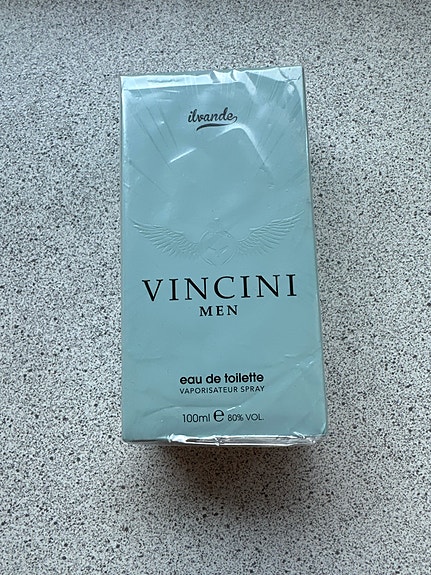 ilvande
VINCINI
MEN
eau de toilette
VAPORISATEUR SPRAY
100ml ℮ 80% VOL.